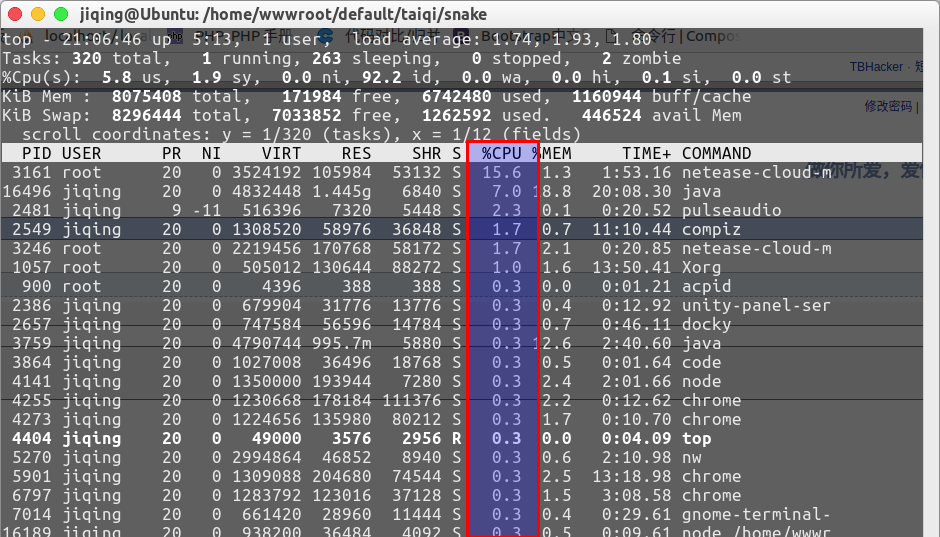 jiqing@Ubuntu: /home/wwwroot/default/taiqi/snake
top - 21:06:46 up  5:13,  1 user,  load average: 1.74, 1.93, 1.80
Tasks: 320 total,   1 running, 263 sleeping,   0 stopped,   2 zombie
%Cpu(s):  5.8 us,  1.9 sy,  0.0 ni, 92.2 id,  0.0 wa,  0.0 hi,  0.1 si,  0.0 st
KiB Mem :  8075408 total,   171984 free,  6742480 used,  1160944 buff/cache
KiB Swap:  8296444 total,  7033852 free,  1262592 used.   446524 avail Mem
scroll coordinates: y = 1/320 (tasks), x = 1/12 (fields)
PID USER      PR  NI    VIRT    RES    SHR S  %CPU %MEM     TIME+ COMMAND
3161 root      20   0 3524192 105984  53132 S  15.6  1.3   1:53.16 netease-cloud-m
16496 jiqing    20   0 4832448 1.445g   6840 S   7.0 18.8  20:08.30 java
2481 jiqing     9 -11  516396   7320   5448 S   2.3  0.1   0:20.52 pulseaudio
2549 jiqing    20   0 1308520  58976  36848 S   1.7  0.7  11:10.44 compiz
3246 root      20   0 2219456 170768  58172 S   1.7  2.1   0:20.85 netease-cloud-m
1057 root      20   0  505012 130644  88272 S   1.0  1.6  13:50.41 Xorg
900 root      20   0    4396    388    388 S   0.3  0.0   0:01.21 acpid
2386 jiqing    20   0  679904  31776  13776 S   0.3  0.4   0:12.92 unity-panel-ser
2657 jiqing    20   0  747584  56596  14784 S   0.3  0.7   0:46.11 docky
3759 jiqing    20   0 4790744 995.7m   5880 S   0.3 12.6   2:40.60 java
3864 jiqing    20   0 1027008  36496  18768 S   0.3  0.5   0:01.64 code
4141 jiqing    20   0 1350000 193944   7280 S   0.3  2.4   2:01.66 node
4255 jiqing    20   0 1230668 178184 111376 S   0.3  2.2   0:12.62 chrome
4273 jiqing    20   0 1224656 135980  80212 S   0.3  1.7   0:10.70 chrome
4404 jiqing    20   0   49000   3576   2956 R   0.3  0.0   0:04.09 top
5270 jiqing    20   0 2994864  46852   8940 S   0.3  0.6   2:10.98 nw
5901 jiqing    20   0 1309088 204680  74544 S   0.3  2.5  13:18.98 chrome
6797 jiqing    20   0 1283792 123016  37128 S   0.3  1.5   3:08.58 chrome
7014 jiqing    20   0  661420  28960  11444 S   0.3  0.4   0:29.61 gnome-terminal-
16189 jiqing    20   0  938200  36484   4092 S   0.3  0.5   0:09.61 node /home/wwwr
TBHacker
修改密码 |